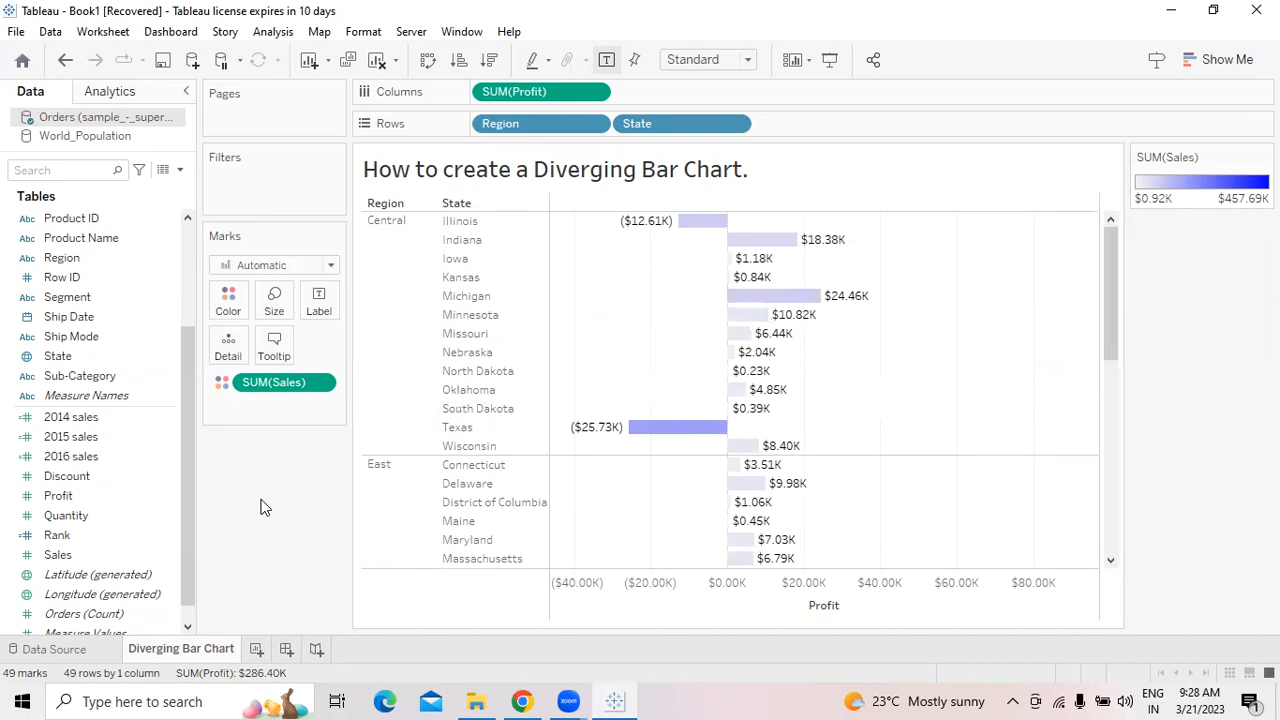 Tableau - Book1 [Recovered] - Tableau license expires in 10 days
File Data Worksheet Dashboard Story Analysis Map Format Server Window Help
Standard
Show Me
Data Analytics
Pages
Columns SUM(Profit)
Orders (sample_-_super...
World_Population
Rows Region State
Search
Filters
Tables
Product ID
Abc Product Name
Abc Region
Row ID
Abc Segment
Ship Date
Abc Ship Mode
State
Abc Sub-Category
Abc Measure Names
2014 sales
2015 sales
2016 sales
Discount
Profit
Quantity
Rank
Sales
Latitude (generated)
Longitude (generated)
Orders (Count)
Measure Values
Marks
Automatic
Color Size Label
Detail Tooltip
SUM(Sales)
How to create a Diverging Bar Chart.
Region State
Central Illinois ($12.61K)
Indiana $18.38K
Iowa $1.18K
Kansas $0.84K
Michigan $24.46K
Minnesota $10.82K
Missouri $6.44K
Nebraska $2.04K
North Dakota $0.23K
Oklahoma $4.85K
South Dakota $0.39K
Texas ($25.73K)
Wisconsin $8.40K
East Connecticut $3.51K
Delaware $9.98K
District of Columbia $1.06K
Maine $0.45K
Maryland $7.03K
Massachusetts $6.79K
($40.00K) ($20.00K) $0.00K $20.00K $40.00K $60.00K $80.00K
Profit
SUM(Sales)
$0.92K $457.69K
Data Source Diverging Bar Chart
49 marks 49 rows by 1 column SUM(Profit): $286.40K
Type here to search
zoom
23°C Mostly sunny
ENG
IN
9:28 AM
3/21/2023
1